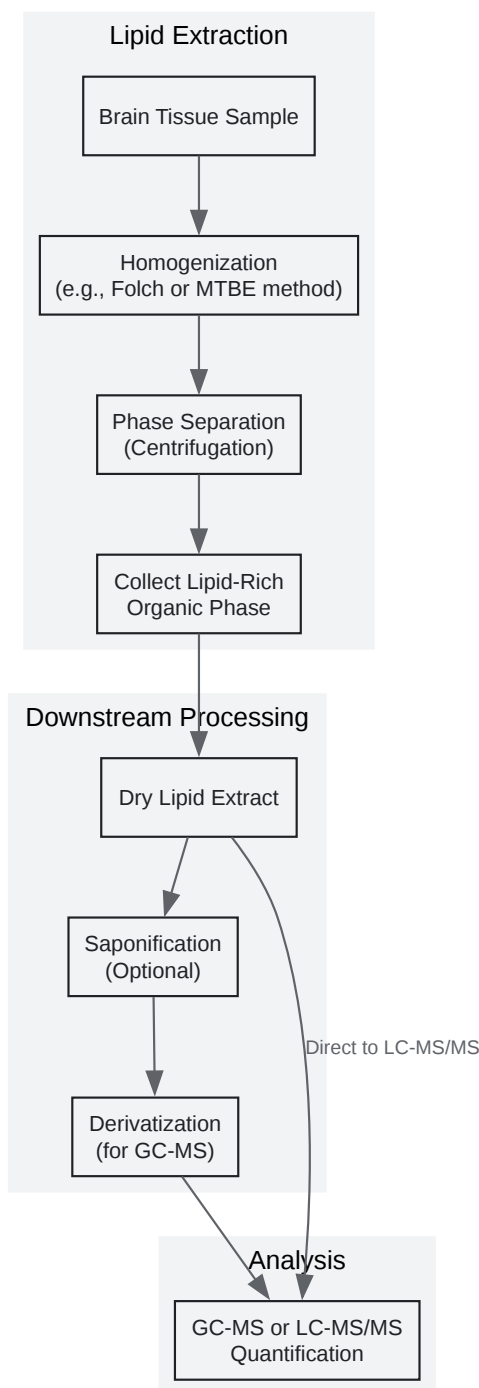 Lipid Extraction
Brain Tissue Sample
Homogenization
(e.g., Folch or MTBE method)
Phase Separation
(Centrifugation)
Collect Lipid-Rich
Organic Phase
Downstream Processing
Dry Lipid Extract
Saponification
(Optional)
Direct to LC-MS/MS
Derivatization
(for GC-MS)
Analysis
GC-MS or LC-MS/MS
Quantification